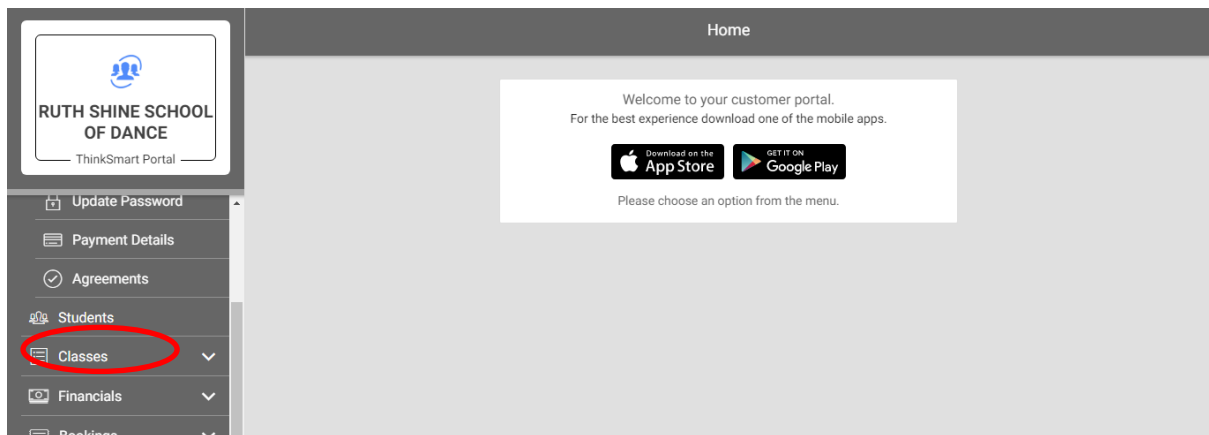 RUTH SHINE SCHOOL
OF DANCE
ThinkSmart Portal
Update Password
Payment Details
Agreements
Students
Classes
Financials
Bookings
Home
Welcome to your customer portal.
For the best experience download one of the mobile apps.
Download on the
App Store
GET IT ON
Google Play
Please choose an option from the menu.